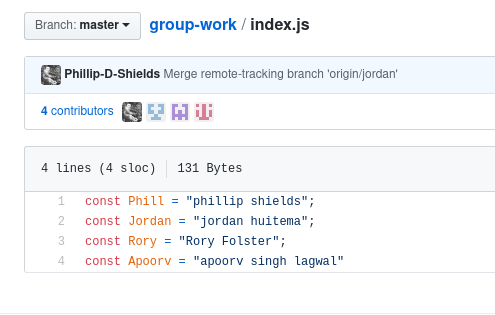 Branch: master group-work / index.js
Phillip-D-Shields Merge remote-tracking branch 'origin/jordan'
4 contributors
4 lines (4 sloc) 131 Bytes
1 const Phill = "phillip shields";
2 const Jordan = "jordan huitema";
3 const Rory = "Rory Folster";
4 const Apoorv = "apoorv singh lagwal"